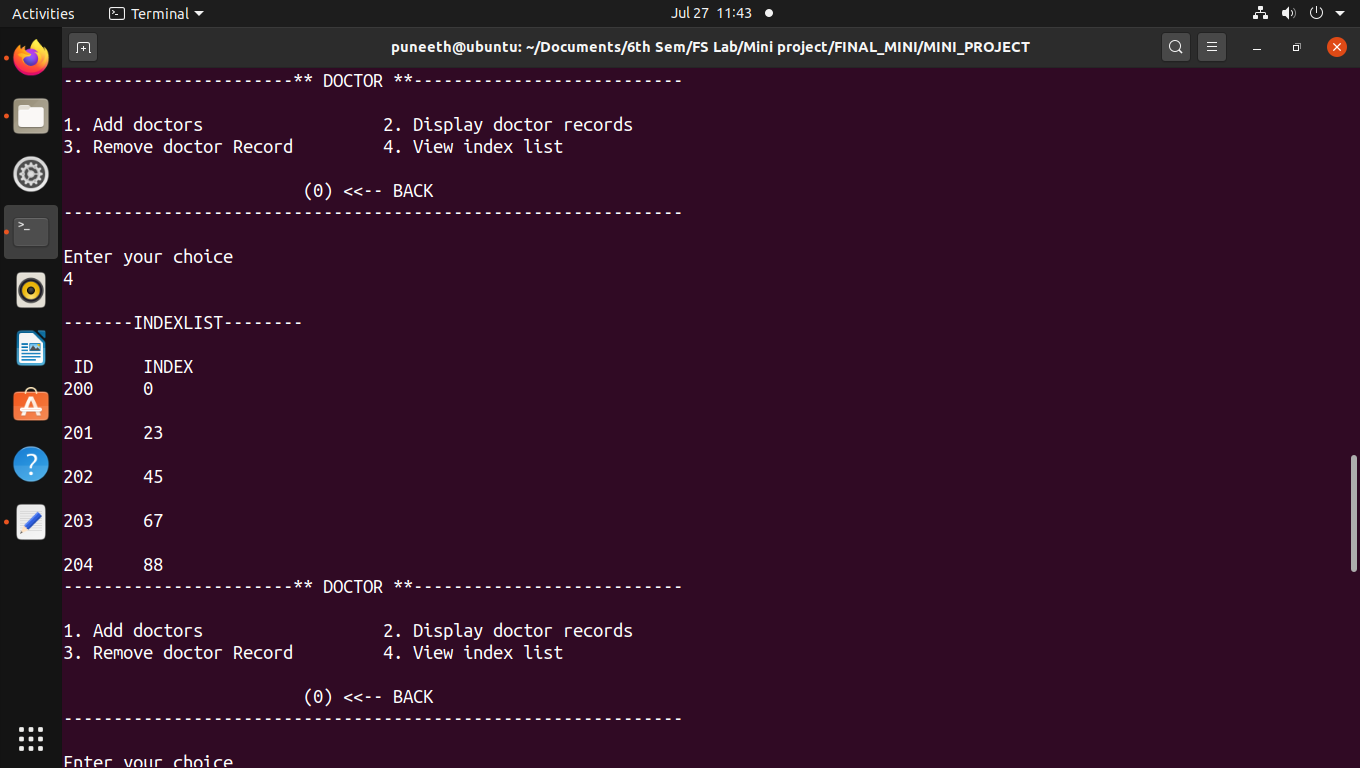 Activities Terminal Jul 27 11:43
puneeth@ubuntu: ~/Documents/6th Sem/FS Lab/Mini project/FINAL_MINI/MINI_PROJECT
-----------------------** DOCTOR **---------------------------
1. Add doctors 2. Display doctor records
3. Remove doctor Record 4. View index list
(0) <<-- BACK
--------------------------------------------------------------
Enter your choice
4
-------INDEXLIST--------
ID INDEX
200 0
201 23
202 45
203 67
204 88
-----------------------** DOCTOR **---------------------------
1. Add doctors 2. Display doctor records
3. Remove doctor Record 4. View index list
(0) <<-- BACK
--------------------------------------------------------------
Enter your choice